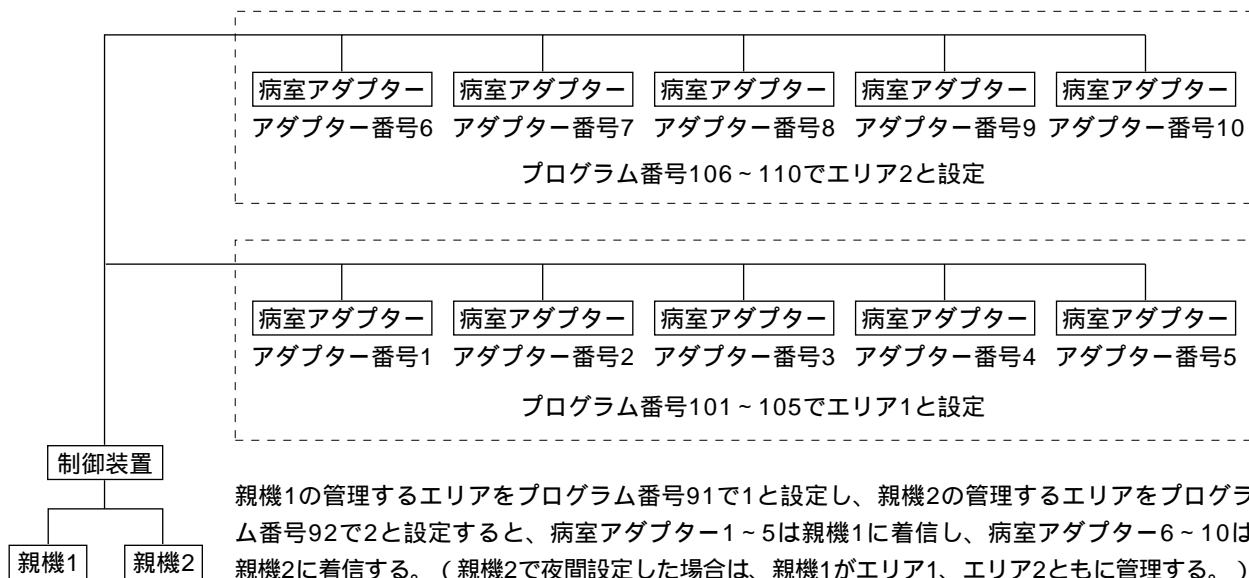 病室アダプター 病室アダプター 病室アダプター 病室アダプター 病室アダプター
アダプター番号6 アダプター番号7 アダプター番号8 アダプター番号9 アダプター番号10
プログラム番号106～110でエリア2と設定
病室アダプター 病室アダプター 病室アダプター 病室アダプター 病室アダプター
アダプター番号1 アダプター番号2 アダプター番号3 アダプター番号4 アダプター番号5
プログラム番号101～105でエリア1と設定
制御装置
親機1 親機2
親機1の管理するエリアをプログラム番号91で1と設定し、親機2の管理するエリアをプログラ
ム番号92で2と設定すると、病室アダプター1～5は親機1に着信し、病室アダプター6～10は
親機2に着信する。（親機2で夜間設定した場合は、親機1がエリア1、エリア2ともに管理する。）